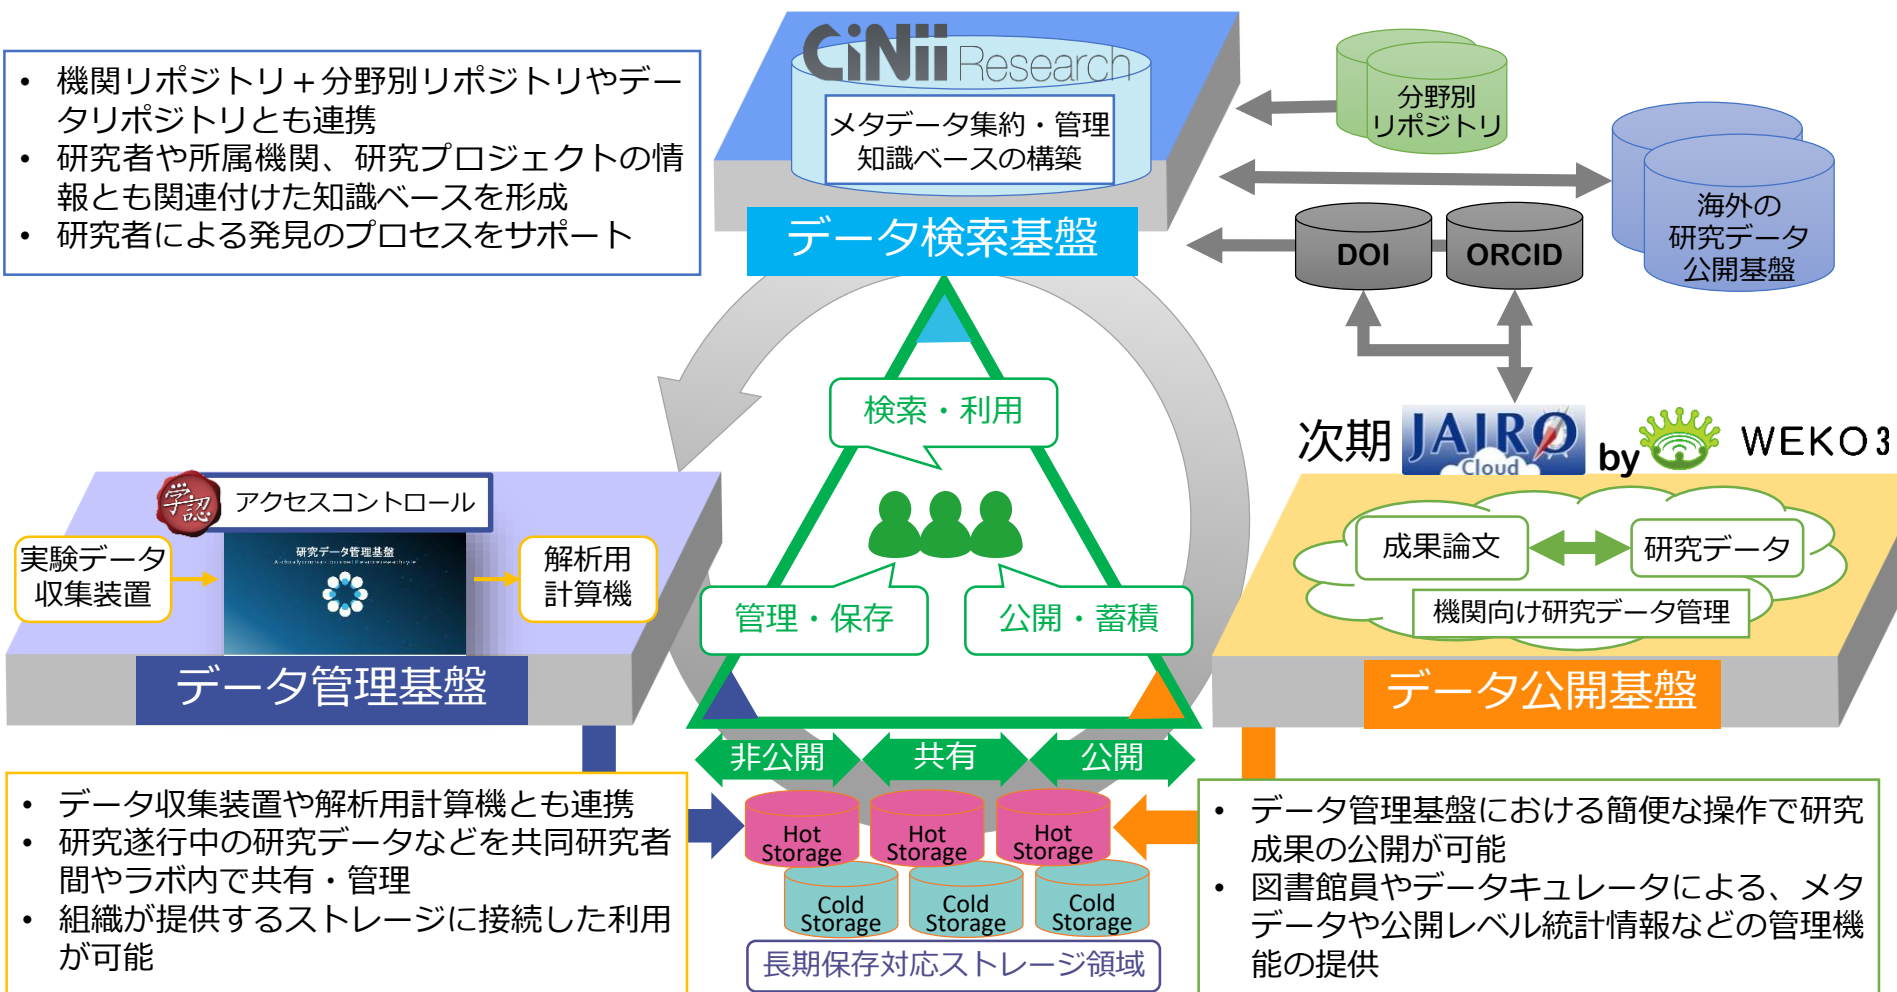 CiNii Research
メタデータ集約・管理
知識ベースの構築
データ検索基盤
• 機関リポジトリ＋分野別リポジトリやデー
タリポジトリとも連携
• 研究者や所属機関、研究プロジェクトの情
報とも関連付けた知識ベースを形成
• 研究者による発見のプロセスをサポート
分野別
リポジトリ
海外の
研究データ
公開基盤
DOI
ORCID
検索・利用
管理・保存
公開・蓄積
次期 JAIRO Cloud by WEKO3
成果論文
研究データ
機関向け研究データ管理
データ公開基盤
学認
アクセスコントロール
実験データ
収集装置
研究データ管理基盤
解析用
計算機
データ管理基盤
非公開
共有
公開
• データ収集装置や解析用計算機とも連携
• 研究遂行中の研究データなどを共同研究者
間やラボ内で共有・管理
• 組織が提供するストレージに接続した利用
が可能
Hot
Storage
Hot
Storage
Hot
Storage
Cold
Storage
Cold
Storage
Cold
Storage
長期保存対応ストレージ領域
• データ管理基盤における簡便な操作で研究
成果の公開が可能
• 図書館員やデータキュレータによる、メタ
データや公開レベル統計情報などの管理機
能の提供